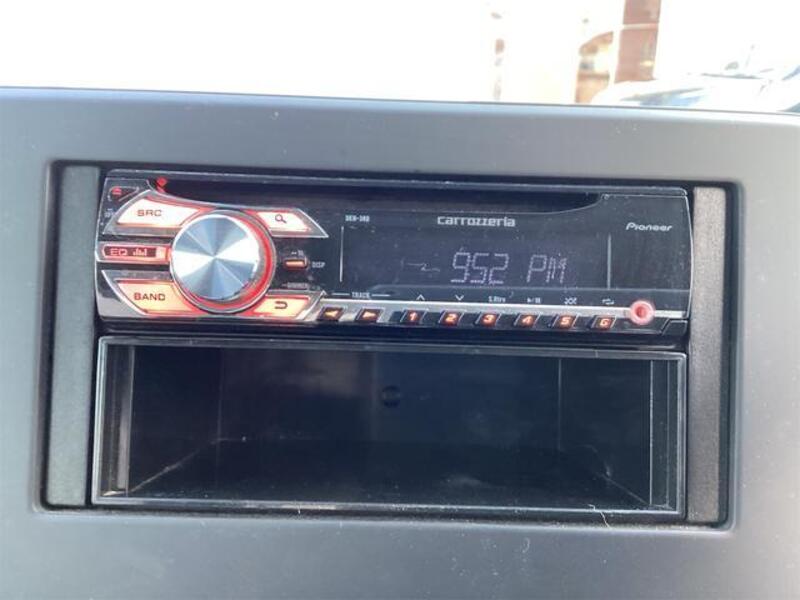 SRC
carrozzeria
Pioneer
EQ
DISP
952 PM
BAND
TRACK
1 2 3 4 5 6